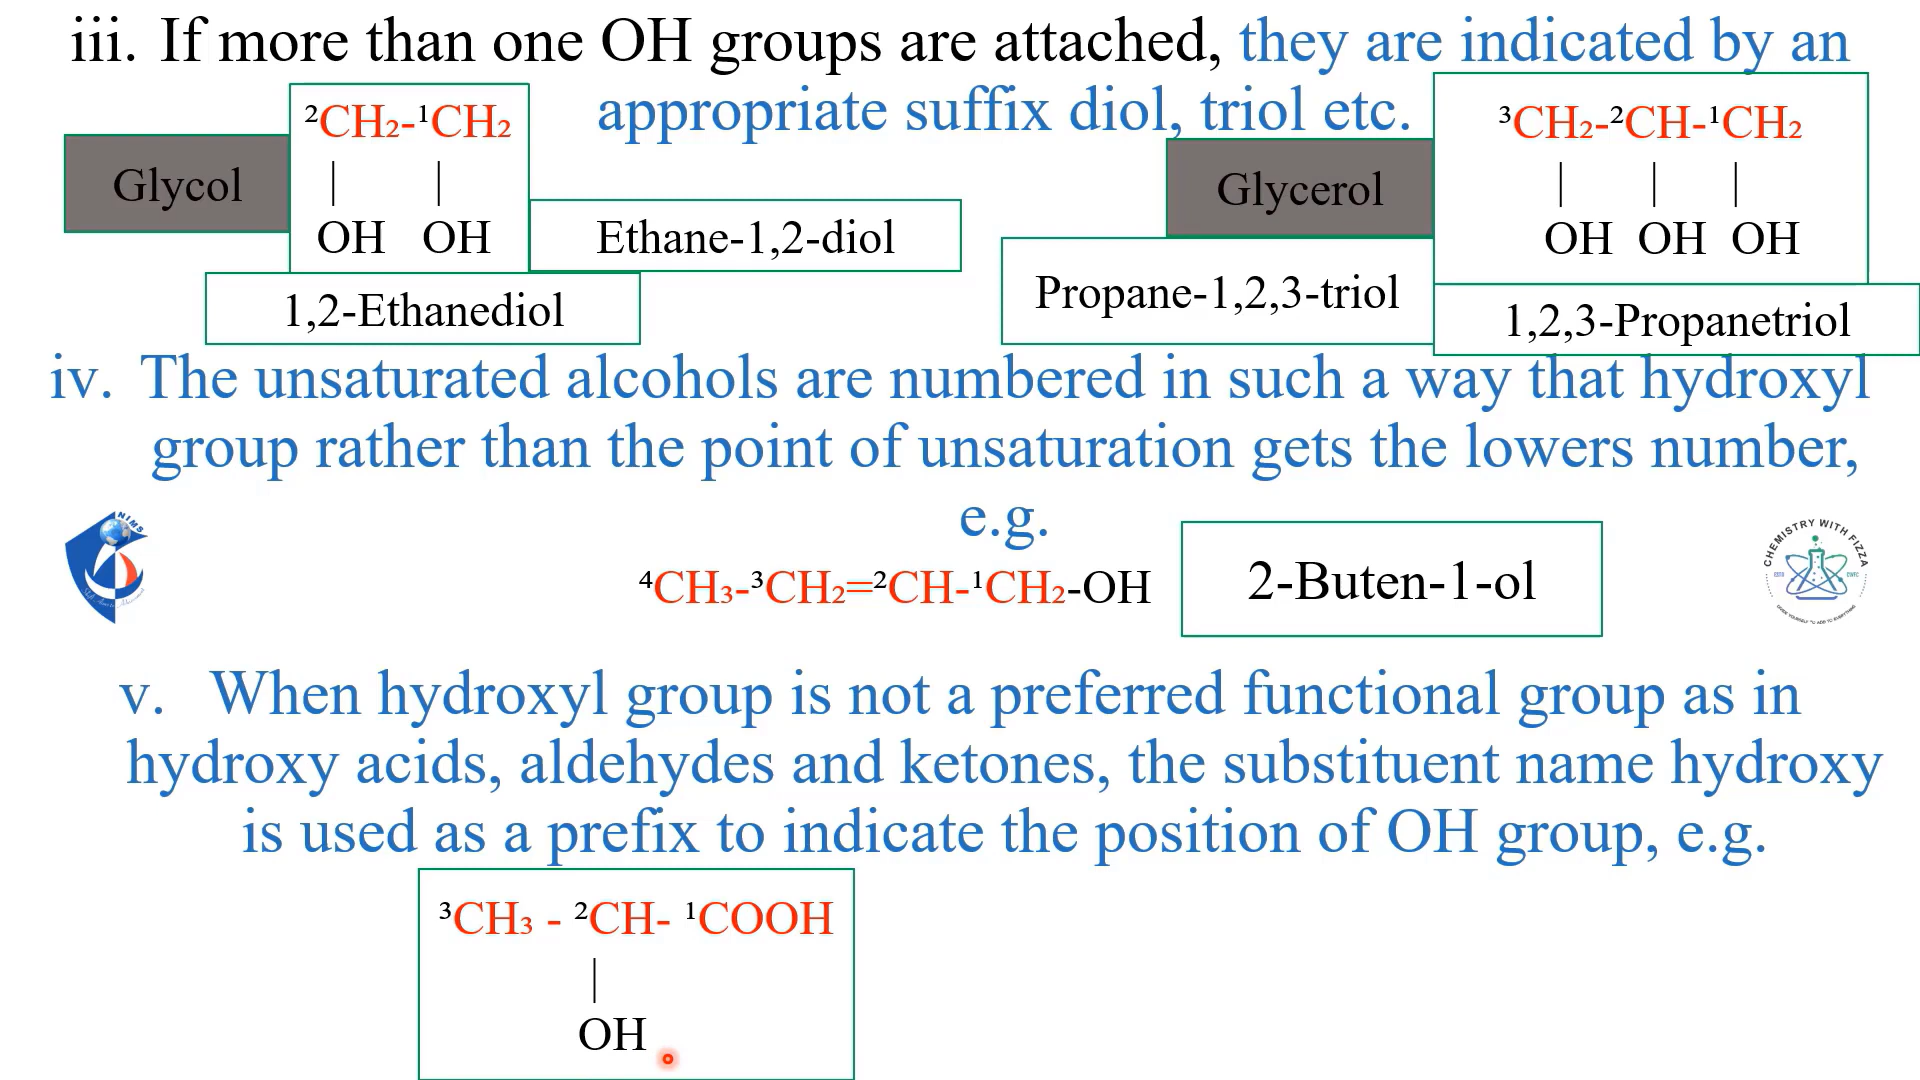 iii. If more than one OH groups are attached, they are indicated by an
appropriate suffix diol, triol etc.
²CH₂-¹CH₂
|  |
OH OH
Glycol
Ethane-1,2-diol
1,2-Ethanediol
³CH₂-²CH-¹CH₂
|  |  |
OH OH OH
Glycerol
Propane-1,2,3-triol
1,2,3-Propanetriol
iv. The unsaturated alcohols are numbered in such a way that hydroxyl
group rather than the point of unsaturation gets the lowers number,
e.g.
NIMS
CHEMISTRY WITH FIZZA
⁴CH₃-³CH₂=²CH-¹CH₂-OH
2-Buten-1-ol
v. When hydroxyl group is not a preferred functional group as in
hydroxy acids, aldehydes and ketones, the substituent name hydroxy
is used as a prefix to indicate the position of OH group, e.g.
³CH₃ - ²CH- ¹COOH
|
OH